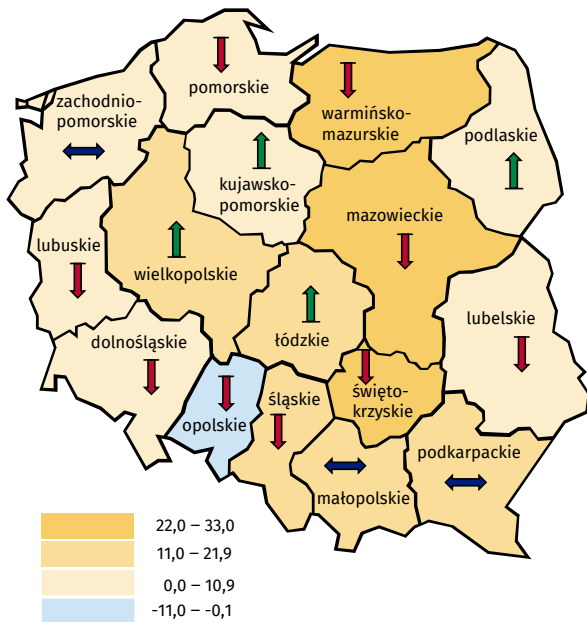 pomorskie
zachodnio-
pomorskie
warmińsko-
mazurskie
podlaskie
kujawsko-
pomorskie
mazowieckie
lubuskie
wielkopolskie
łódzkie
lubelskie
dolnośląskie
opolskie
śląskie
święto-
krzyskie
małopolskie
podkarpackie
22,0 – 33,0
11,0 – 21,9
0,0 – 10,9
-11,0 – -0,1